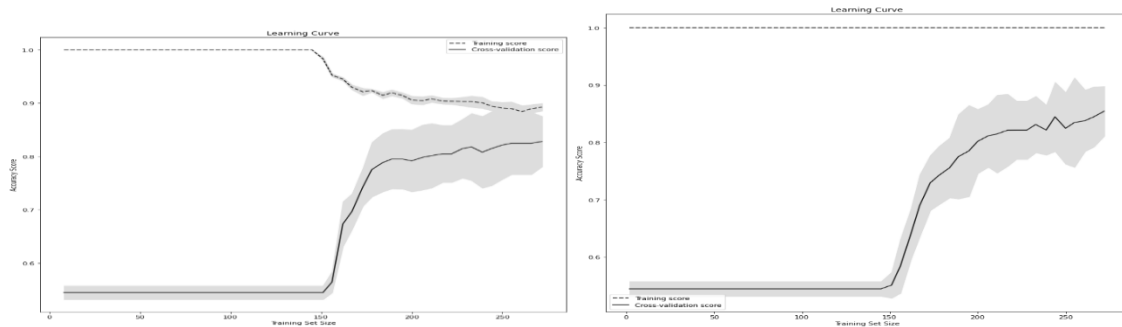 Learning Curve
Training score
Cross-validation score
1.0
0.9
0.8
0.7
0.6
Accuracy Score
0 50 100 150 200 250
Training Set Size
Learning Curve
1.0
0.9
0.8
0.7
0.6
Accuracy Score
Training score
Cross-validation score
0 50 100 150 200 250
Training Set Size